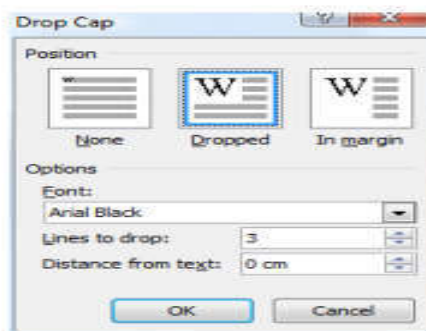 Drop Cap
Position
W
W
W
None Dropped In margin
Options
Font:
Arial Black
Lines to drop: 3
Distance from text: 0 cm
OK Cancel